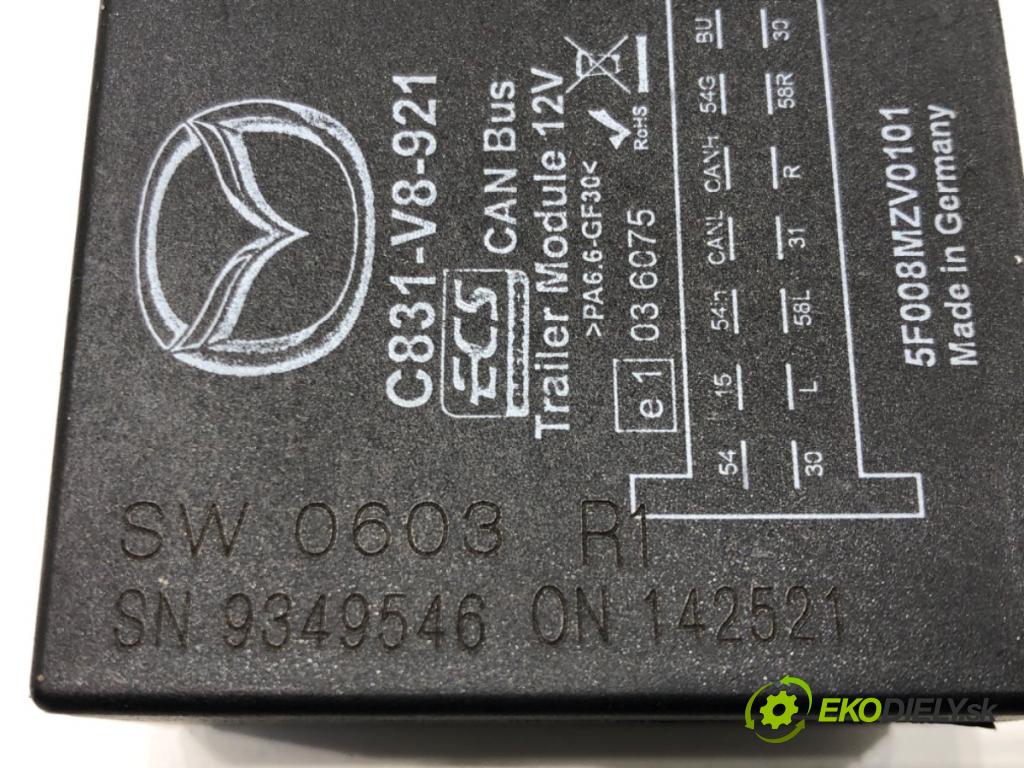 C831-V8-921
ECS CAN Bus
Trailer Module 12V
>PA6.6-GF30<
e1 03 6075
RoHS
54 15 54h CANL CANH 54G BU
30 L 58L 31 R 58R 30
5F008MZV0101
Made in Germany
SW 0603 R1
SN 9349546 ON 142521
EKODIELY.sk